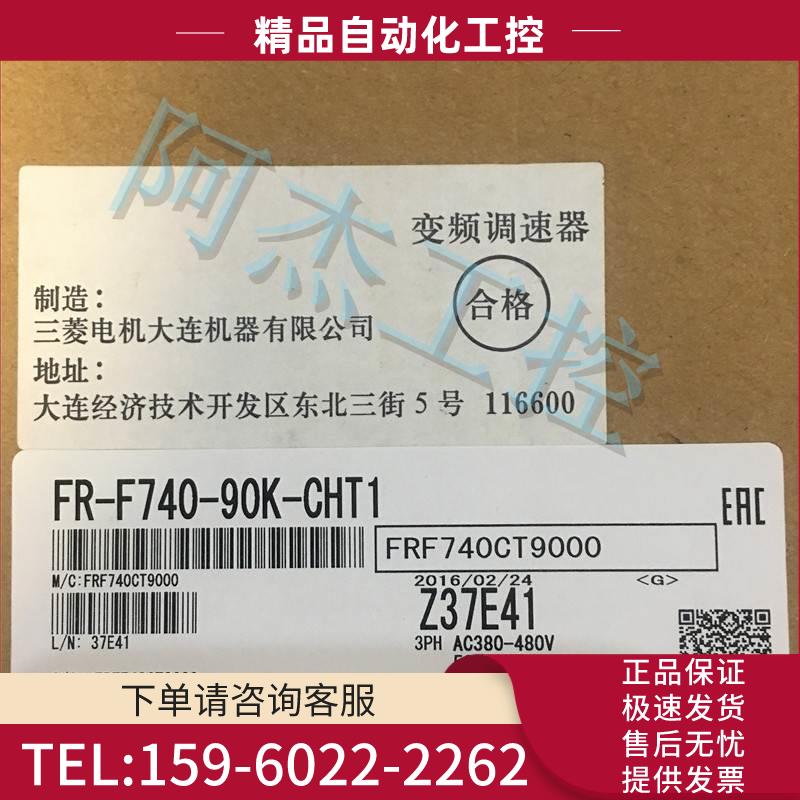 精品自动化工控
阿杰工控
变频调速器
合格
制造：
三菱电机大连机器有限公司
地址：
大连经济技术开发区东北三街5号 116600
FR-F740-90K-CHT1
EAC
FRF740CT9000
M/C:FRF740CT9000
2016/02/24 <G>
Z37E41
L/N: 37E41
3PH AC380-480V
下单请咨询客服
TEL:159-6022-2262
正品保证
极速发货
售后无忧
提供发票